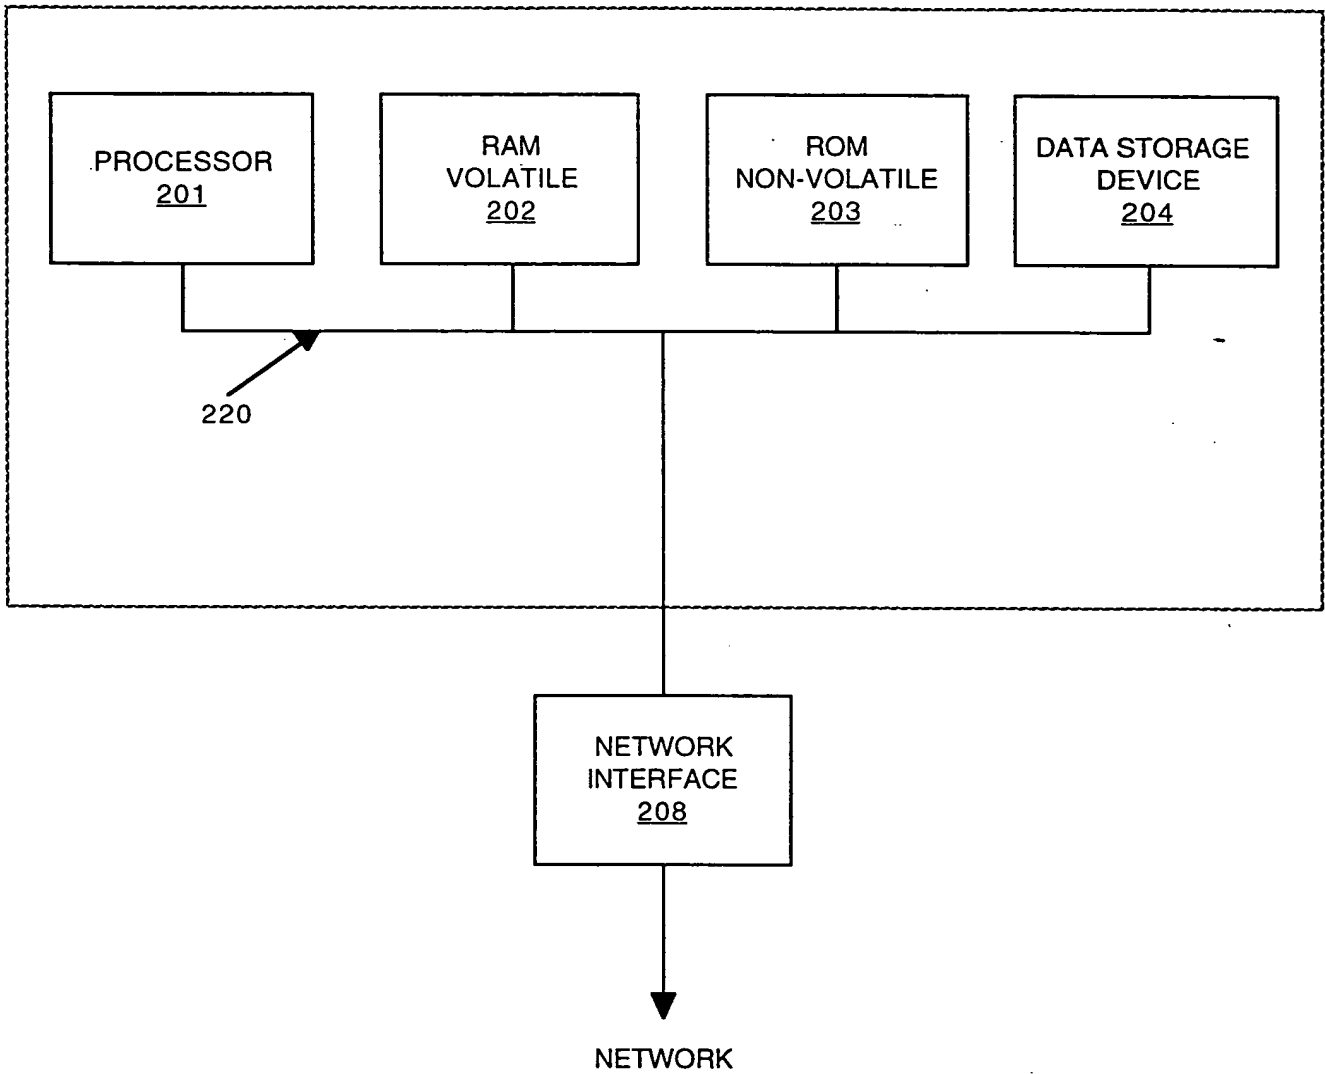 PROCESSOR
201
RAM
VOLATILE
202
ROM
NON-VOLATILE
203
DATA STORAGE
DEVICE
204
220
NETWORK
INTERFACE
208
NETWORK